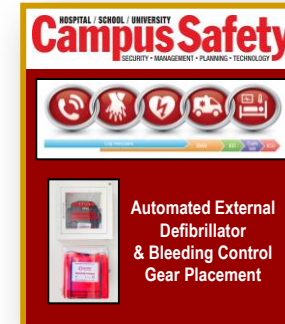 HOSPITAL / SCHOOL / UNIVERSITY
Campus Safety
SECURITY • MANAGEMENT • PLANNING • TECHNOLOGY
Automated External
Defibrillator
& Bleeding Control
Gear Placement